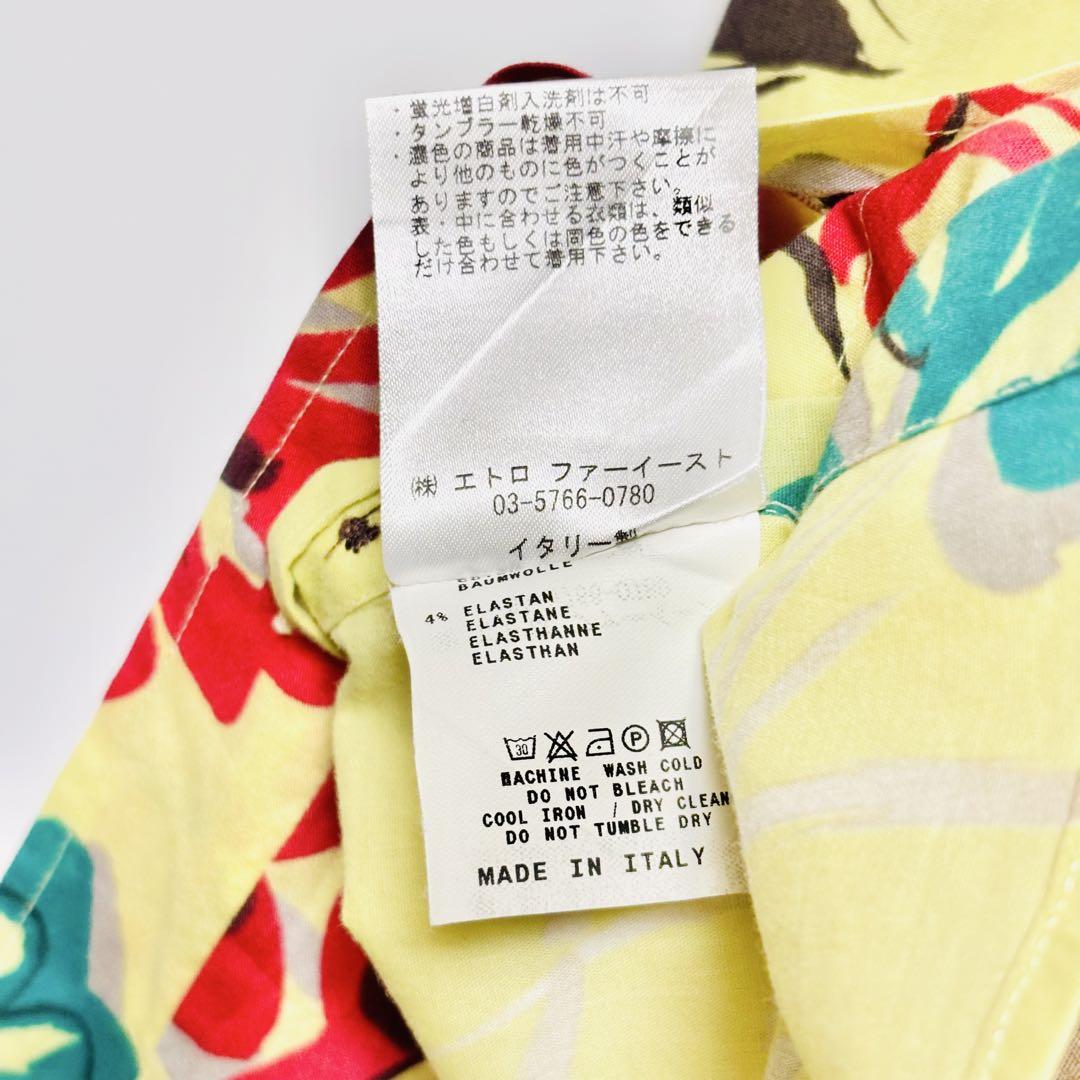 ・蛍光増白剤入洗剤は不可
・タンブラー乾燥不可
・濃色の商品は着用中汗や摩擦に
より他のものに色がつくことが
ありますのでご注意下さい。
表・中に合わせる衣類は、類似
した色もしくは同色の色をできる
だけ合わせて着用下さい。
㈱ エトロ ファーイースト
03-5766-0780
イタリー製
BAUMWOLLE
4% ELASTAN
ELASTANE
ELASTHANNE
ELASTHAN
30 P
MACHINE WASH COLD
DO NOT BLEACH
COOL IRON / DRY CLEAN
DO NOT TUMBLE DRY
MADE IN ITALY